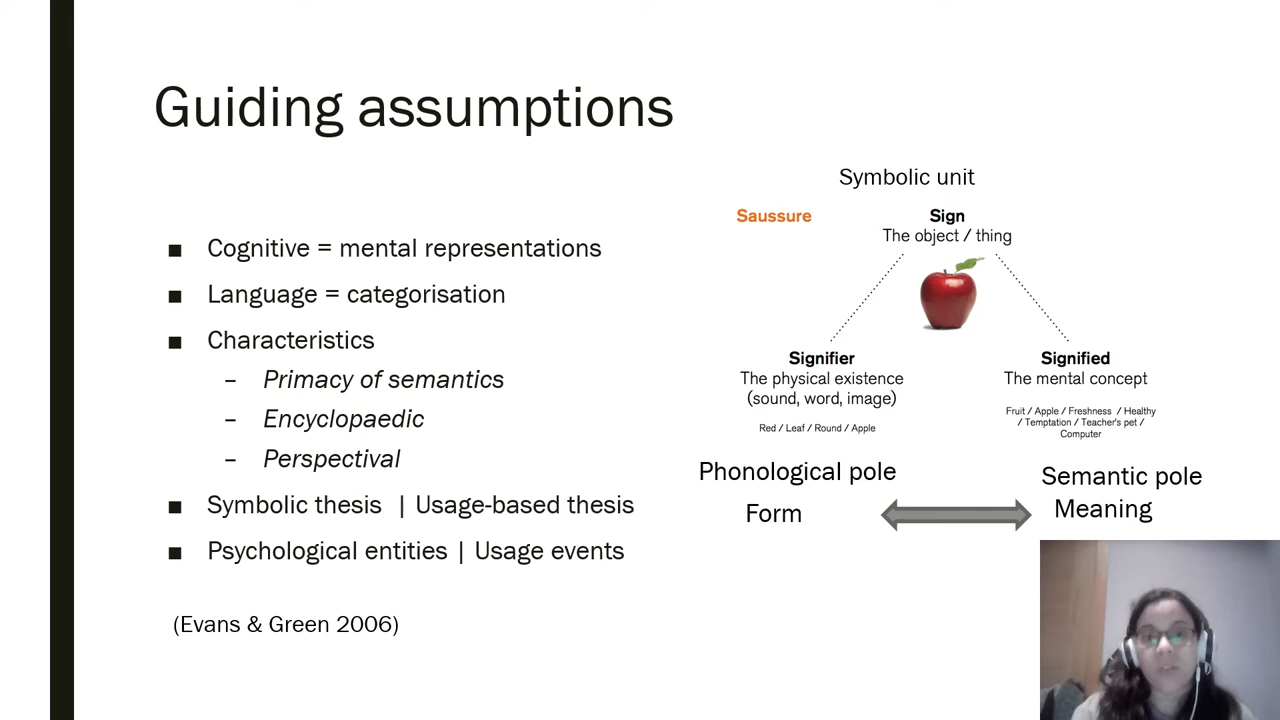 Guiding assumptions
■ Cognitive = mental representations
■ Language = categorisation
■ Characteristics
– Primacy of semantics
– Encyclopaedic
– Perspectival
■ Symbolic thesis | Usage-based thesis
■ Psychological entities | Usage events
(Evans & Green 2006)
Symbolic unit
Saussure
Sign
The object / thing
Signifier
The physical existence
(sound, word, image)
Red / Leaf / Round / Apple
Signified
The mental concept
Fruit / Apple / Freshness / Healthy
/ Temptation / Teacher's pet /
Computer
Phonological pole
Form
Semantic pole
Meaning